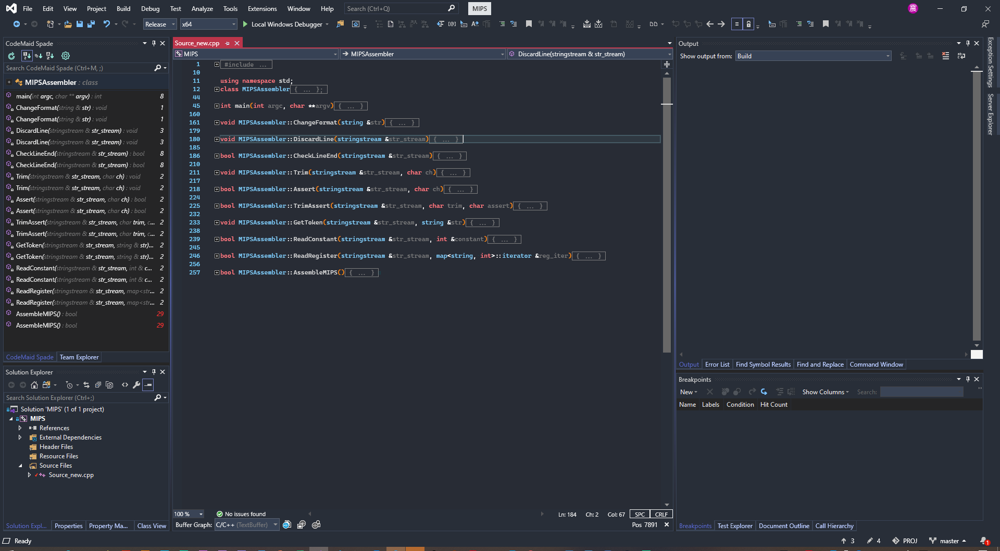 File Edit View Project Build Debug Test Analyze Tools Extensions Window Help Search (Ctrl+Q) MIPS
Release x64 Local Windows Debugger
CodeMaid Spade
Search CodeMaid Spade (Ctrl+M, ;)
MIPSAssembler : class
main(int argc, char ** argv) : int 8
ChangeFormat(string & str) : void 1
ChangeFormat(string & str) : void 1
DiscardLine(stringstream & str_stream) : void 3
DiscardLine(stringstream & str_stream) : void 3
CheckLineEnd(stringstream & str_stream) : bool 8
CheckLineEnd(stringstream & str_stream) : bool 8
Trim(stringstream & str_stream, char ch) : void 2
Trim(stringstream & str_stream, char ch) : void 2
Assert(stringstream & str_stream, char ch) : bool 2
Assert(stringstream & str_stream, char ch) : bool 2
TrimAssert(stringstream & str_stream, char trim, c... 2
TrimAssert(stringstream & str_stream, char trim, c... 2
GetToken(stringstream & str_stream, string & str)... 2
GetToken(stringstream & str_stream, string & str)... 2
ReadConstant(stringstream & str_stream, int & c... 2
ReadConstant(stringstream & str_stream, int & c... 2
ReadRegister(stringstream & str_stream, map<str... 2
ReadRegister(stringstream & str_stream, map<str... 2
AssembleMIPS() : bool 29
AssembleMIPS() : bool 29
CodeMaid Spade Team Explorer
Solution Explorer
Search Solution Explorer (Ctrl+;)
Solution 'MIPS' (1 of 1 project)
MIPS
References
External Dependencies
Header Files
Resource Files
Source Files
Source_new.cpp
Solution Expl... Properties Property Ma... Class View
Source_new.cpp
MIPS MIPSAssembler DiscardLine(stringstream & str_stream)
1 #include ...
10
11 using namespace std;
12 class MIPSAssembler{ ... };
44
45 int main(int argc, char **argv){ ... }
160
161 void MIPSAssembler::ChangeFormat(string &str){ ... }
179
180 void MIPSAssembler::DiscardLine(stringstream &str_stream){ ... }
185
186 bool MIPSAssembler::CheckLineEnd(stringstream &str_stream){ ... }
210
211 void MIPSAssembler::Trim(stringstream &str_stream, char ch){ ... }
217
218 bool MIPSAssembler::Assert(stringstream &str_stream, char ch){ ... }
224
225 bool MIPSAssembler::TrimAssert(stringstream &str_stream, char trim, char assert){ ... }
232
233 void MIPSAssembler::GetToken(stringstream &str_stream, string &str){ ... }
238
239 bool MIPSAssembler::ReadConstant(stringstream &str_stream, int &constant){ ... }
245
246 bool MIPSAssembler::ReadRegister(stringstream &str_stream, map<string, int>::iterator &reg_iter){ ... }
256
257 bool MIPSAssembler::AssembleMIPS(){ ... }
100 % No issues found Ln: 184 Ch: 2 Col: 67 SPC CRLF
Buffer Graph: C/C++ (TextBuffer) Pos 7891
Output
Show output from: Build
Output Error List Find Symbol Results Find and Replace Command Window
Breakpoints
New Show Columns Search:
Name Labels Condition Hit Count
Breakpoints Test Explorer Document Outline Call Hierarchy
Exception Settings
Server Explorer
Ready 3 4 PROJ master 1